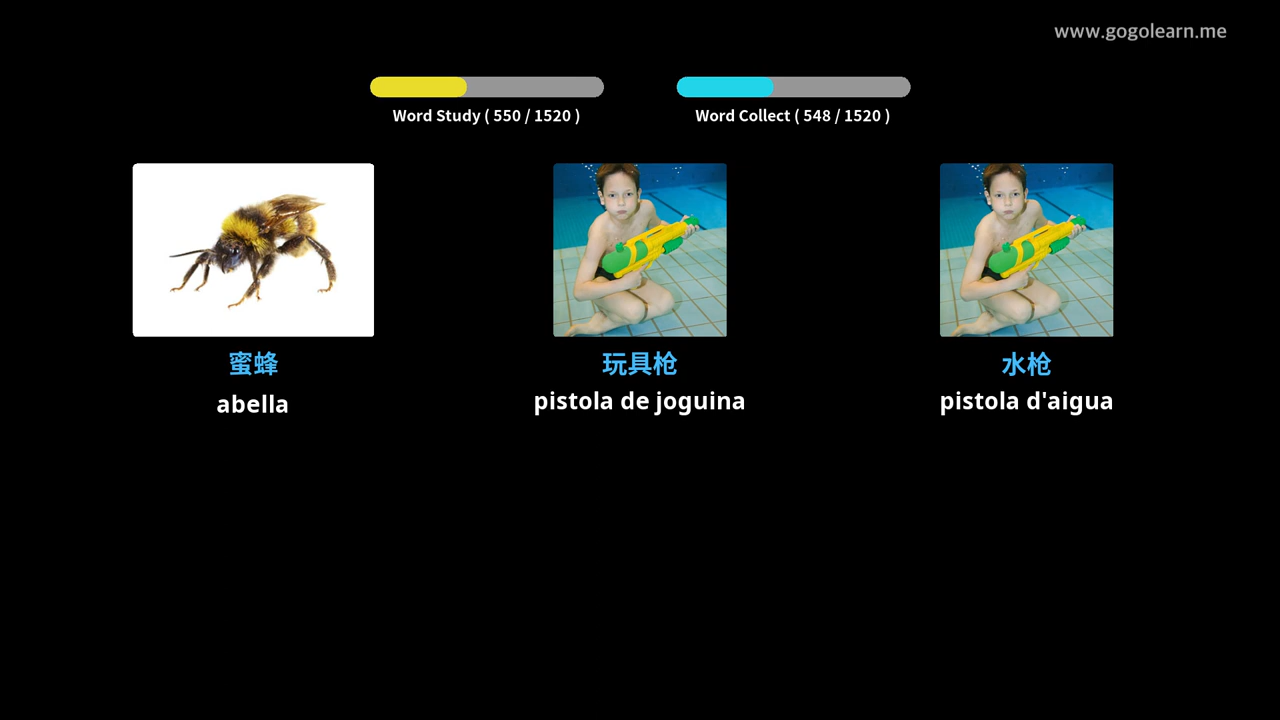 www.gogolearn.me
Word Study ( 550 / 1520 )
Word Collect ( 548 / 1520 )
蜜蜂
玩具枪
水枪
abella
pistola de joguina
pistola d'aigua